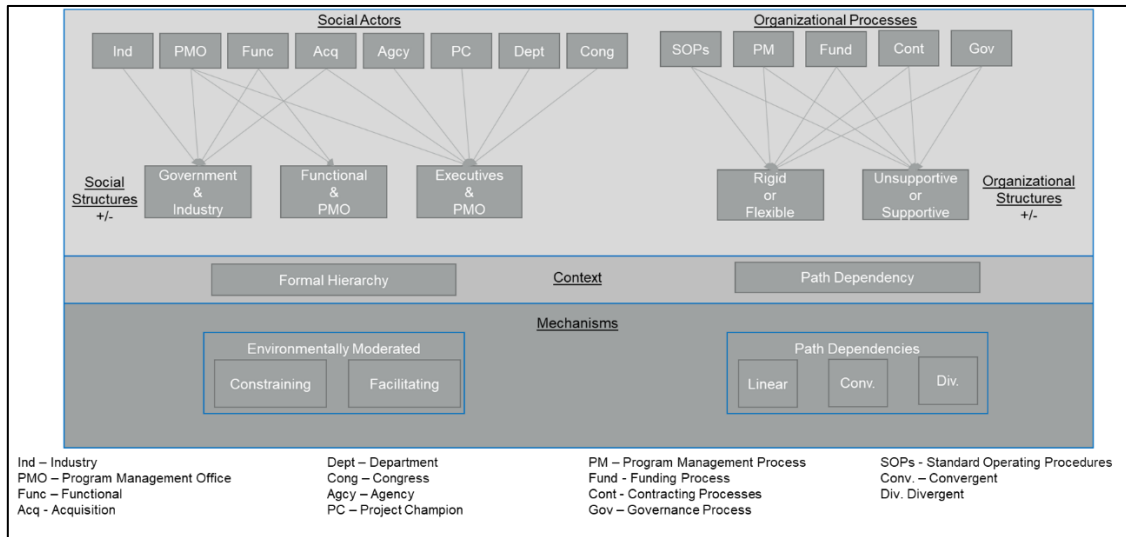 Social Actors
Organizational Processes
Ind
PMO
Func
Acq
Agcy
PC
Dept
Cong
SOPs
PM
Fund
Cont
Gov
Social
Structures
+/-
Government
&
Industry
Functional
&
PMO
Executives
&
PMO
Rigid
or
Flexible
Unsupportive
or
Supportive
Organizational
Structures
+/-
Formal Hierarchy
Context
Path Dependency
Mechanisms
Environmentally Moderated
Constraining
Facilitating
Path Dependencies
Linear
Conv.
Div.
Ind – Industry
PMO – Program Management Office
Func – Functional
Acq - Acquisition
Dept – Department
Cong – Congress
Agcy – Agency
PC – Project Champion
PM – Program Management Process
Fund - Funding Process
Cont - Contracting Processes
Gov – Governance Process
SOPs - Standard Operating Procedures
Conv. – Convergent
Div. Divergent